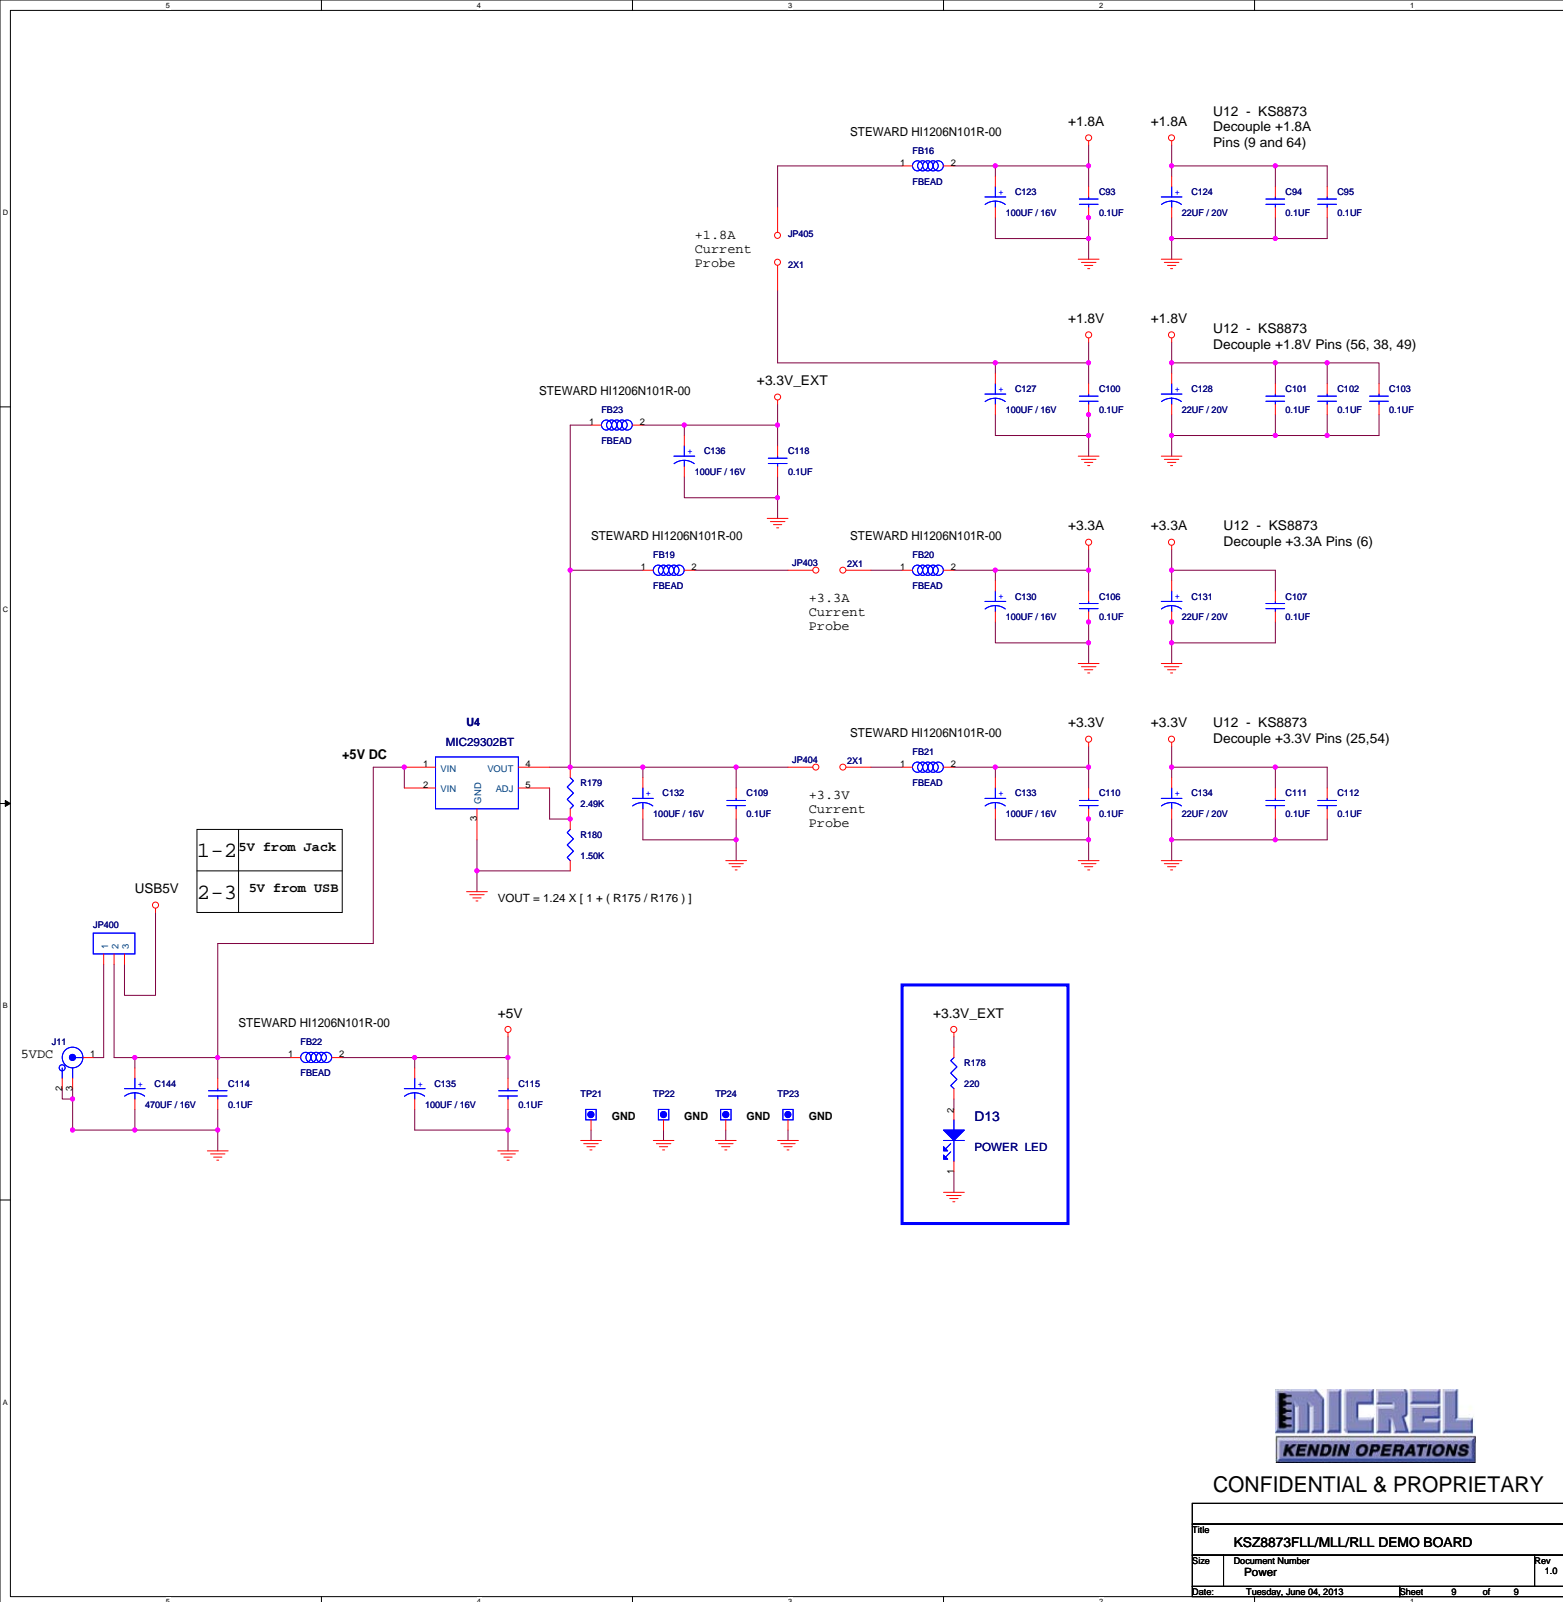 5 4 3 2 1
D
C
B
A
+1.8A
+1.8A
U12 - KS8873
Decouple +1.8A
Pins (9 and 64)
STEWARD HI1206N101R-00
FB16
1 2
FBEAD
C123
100UF / 16V
C93
0.1UF
C124
22UF / 20V
C94
0.1UF
C95
0.1UF
+1.8A
Current
Probe
JP405
2X1
+1.8V
+1.8V
U12 - KS8873
Decouple +1.8V Pins (56, 38, 49)
C127
100UF / 16V
C100
0.1UF
C128
22UF / 20V
C101
0.1UF
C102
0.1UF
C103
0.1UF
STEWARD HI1206N101R-00
+3.3V_EXT
FB23
1 2
FBEAD
C136
100UF / 16V
C118
0.1UF
STEWARD HI1206N101R-00
FB19
1 2
FBEAD
JP403
2X1
+3.3A
Current
Probe
STEWARD HI1206N101R-00
FB20
1 2
FBEAD
+3.3A
+3.3A
U12 - KS8873
Decouple +3.3A Pins (6)
C130
100UF / 16V
C106
0.1UF
C131
22UF / 20V
C107
0.1UF
+5V DC
U4
MIC29302BT
1 VIN VOUT 4
2 VIN ADJ 5
GND
3
R179
2.49K
R180
1.50K
VOUT = 1.24 X [ 1 + ( R175 / R176 ) ]
C132
100UF / 16V
C109
0.1UF
JP404
2X1
+3.3V
Current
Probe
STEWARD HI1206N101R-00
FB21
1 2
FBEAD
+3.3V
+3.3V
U12 - KS8873
Decouple +3.3V Pins (25,54)
C133
100UF / 16V
C110
0.1UF
C134
22UF / 20V
C111
0.1UF
C112
0.1UF
1-2 5V from Jack
2-3 5V from USB
USB5V
JP400
1 2 3
J11
5VDC
1
2 3
C144
470UF / 16V
C114
0.1UF
STEWARD HI1206N101R-00
FB22
1 2
FBEAD
+5V
C135
100UF / 16V
C115
0.1UF
TP21
GND
TP22
GND
TP24
GND
TP23
GND
+3.3V_EXT
R178
220
2
D13
POWER LED
1
MICREL
KENDIN OPERATIONS
CONFIDENTIAL & PROPRIETARY
Title
KSZ8873FLL/MLL/RLL DEMO BOARD
Size Document Number Rev
Power 1.0
Date: Tuesday, June 04, 2013 Sheet 9 of 9
5 4 3 2 1